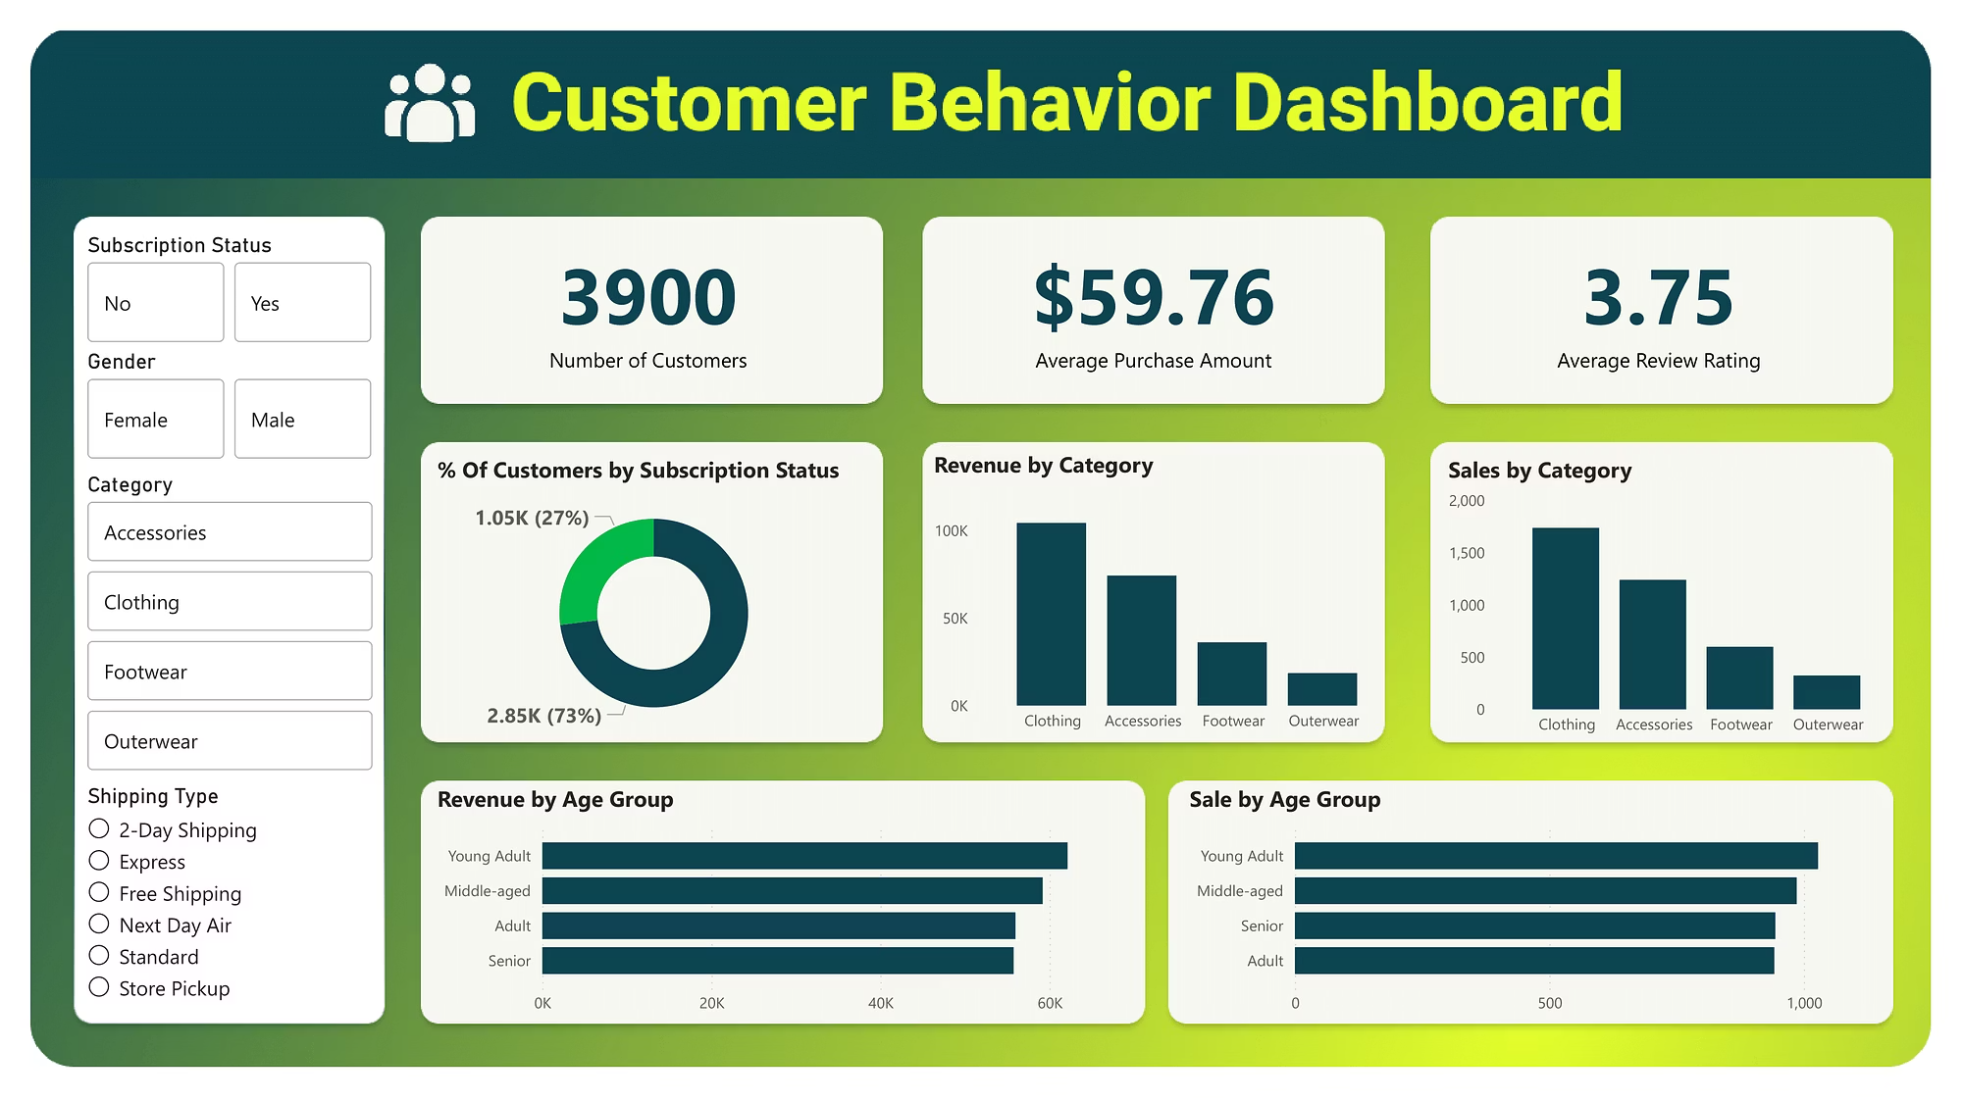 Customer Behavior Dashboard
Subscription Status
No
Yes
Gender
Female
Male
Category
Accessories
Clothing
Footwear
Outerwear
Shipping Type
2-Day Shipping
Express
Free Shipping
Next Day Air
Standard
Store Pickup
3900
Number of Customers
$59.76
Average Purchase Amount
3.75
Average Review Rating
% Of Customers by Subscription Status
1.05K (27%)
2.85K (73%)
Revenue by Category
100K
50K
0K
Clothing
Accessories
Footwear
Outerwear
Sales by Category
2,000
1,500
1,000
500
0
Clothing
Accessories
Footwear
Outerwear
Revenue by Age Group
Young Adult
Middle-aged
Adult
Senior
0K
20K
40K
60K
Sale by Age Group
Young Adult
Middle-aged
Senior
Adult
0
500
1,000